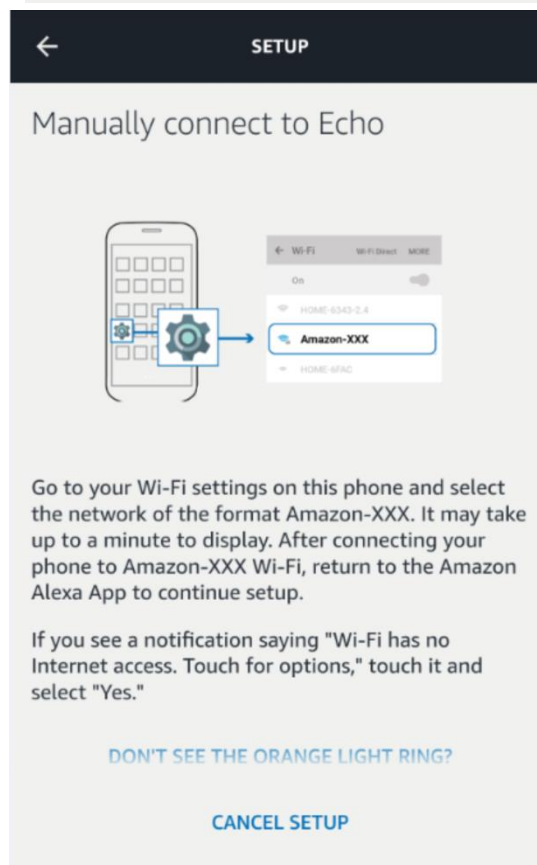 SETUP
Manually connect to Echo
Wi-Fi Wi-Fi Direct MORE
On
HOME-6343-2.4
Amazon-XXX
HOME-6FAC
Go to your Wi-Fi settings on this phone and select
the network of the format Amazon-XXX. It may take
up to a minute to display. After connecting your
phone to Amazon-XXX Wi-Fi, return to the Amazon
Alexa App to continue setup.
If you see a notification saying "Wi-Fi has no
Internet access. Touch for options," touch it and
select "Yes."
DON'T SEE THE ORANGE LIGHT RING?
CANCEL SETUP